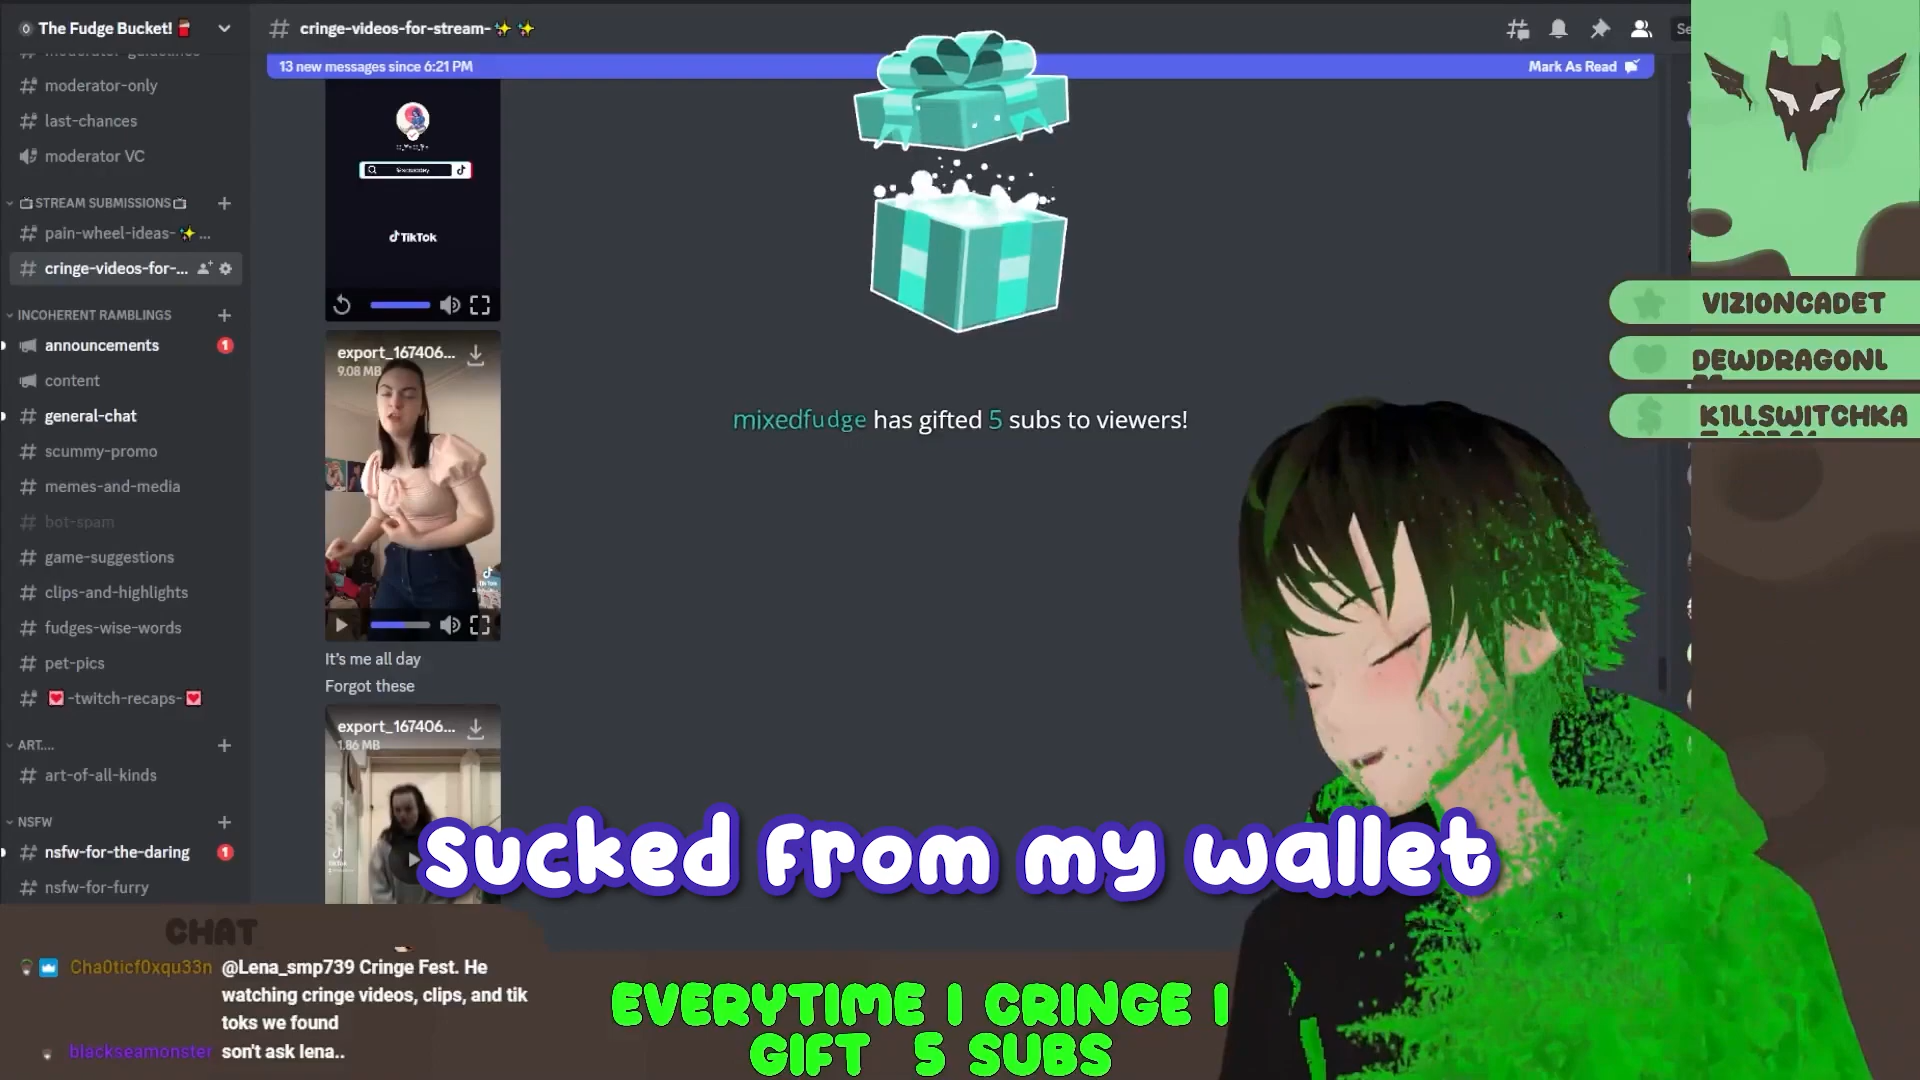 The Fudge Bucket!
cringe-videos-for-stream-
13 new messages since 6:21 PM
Mark As Read
moderator-guidelines
moderator-only
last-chances
moderator VC
STREAM SUBMISSIONS
pain-wheel-ideas-✨...
cringe-videos-for-...
INCOHERENT RAMBLINGS
announcements 1
content
general-chat
scummy-promo
memes-and-media
bot-spam
game-suggestions
clips-and-highlights
fudges-wise-words
pet-pics
-twitch-recaps-
ART....
art-of-all-kinds
NSFW
nsfw-for-the-daring 1
nsfw-for-furry
TikTok
export_167406...
9.08 MB
It's me all day
Forgot these
export_167406...
1.86 MB
mixedfudge has gifted 5 subs to viewers!
VIZIONCADET
DEWDRAGONL
K1LLSWITCHKA
Sucked from my wallet
CHAT
Cha0ticf0xqu33n @Lena_smp739 Cringe Fest. He
watching cringe videos, clips, and tik
toks we found
blackseamonster son't ask lena..
EVERYTIME I CRINGE I
GIFT 5 SUBS